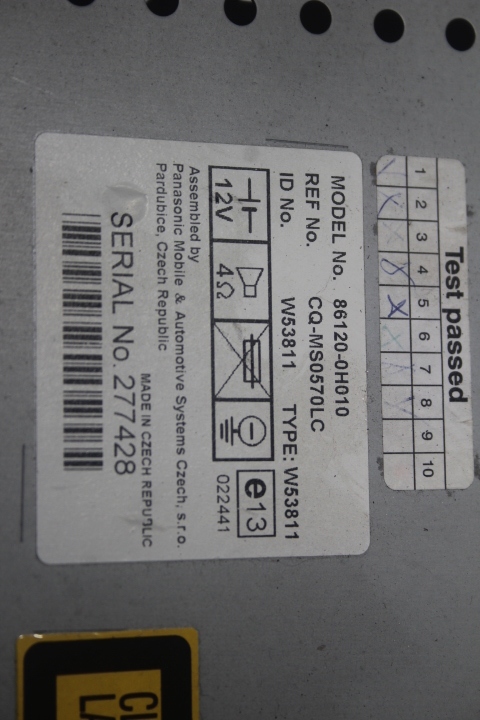 Test passed
1 2 3 4 5 6 7 8 9 10
MODEL No. 86120-0H010
REF No. CQ-MS0570LC
ID No. W53811 TYPE: W53811
12V 4Ω e13
022441
Assembled by
Panasonic Mobile & Automotive Systems Czech, s.r.o.
Pardubice, Czech Republic
MADE IN CZECH REPUBLIC
SERIAL No. 277428